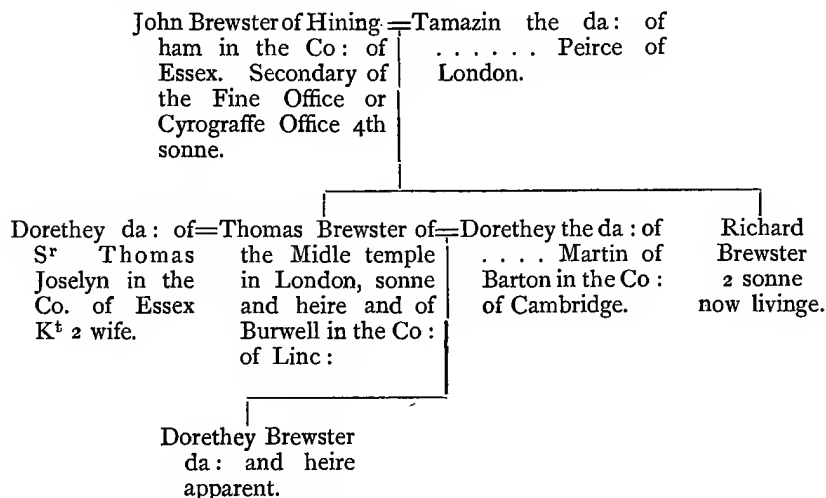 John Brewster of Hining-
ham in the Co : of
Essex. Secondary of
the Fine Office or
Cyrograffe Office 4th
sonne.
=Tamazin the da : of
. . . . . . Peirce of
London.
Dorethey da : of
Sr Thomas
Joselyn in the
Co. of Essex
Kt 2 wife.
=Thomas Brewster of
the Midle temple
in London, sonne
and heire and of
Burwell in the Co :
of Linc :
=Dorethey the da : of
. . . . Martin of
Barton in the Co :
of Cambridge.
Richard
Brewster
2 sonne
now livinge.
Dorethey Brewster
da : and heire
apparent.